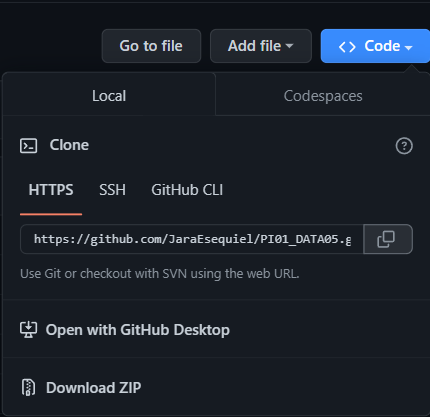 Go to file Add file Code
Local Codespaces
Clone
HTTPS SSH GitHub CLI
https://github.com/JaraEsequiel/PI01_DATA05.g
Use Git or checkout with SVN using the web URL.
Open with GitHub Desktop
Download ZIP